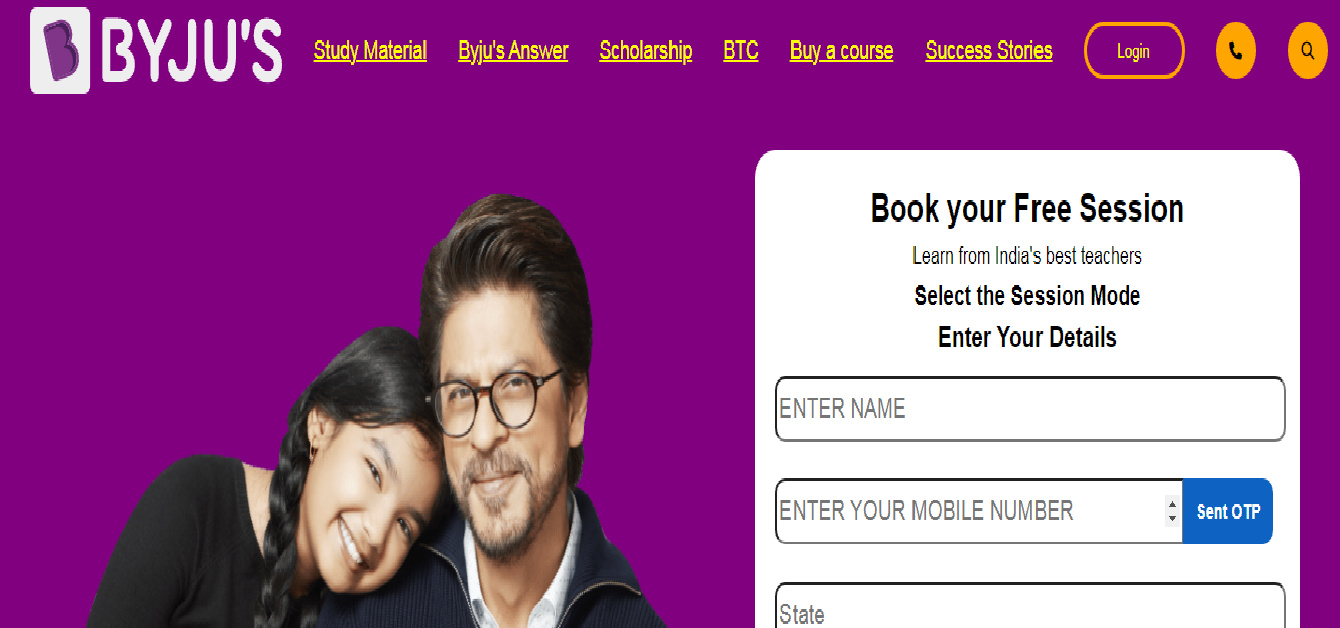 BYJU'S
Study Material Byju's Answer Scholarship BTC Buy a course Success Stories Login
Book your Free Session
Learn from India's best teachers
Select the Session Mode
Enter Your Details
ENTER NAME
ENTER YOUR MOBILE NUMBER Sent OTP
State